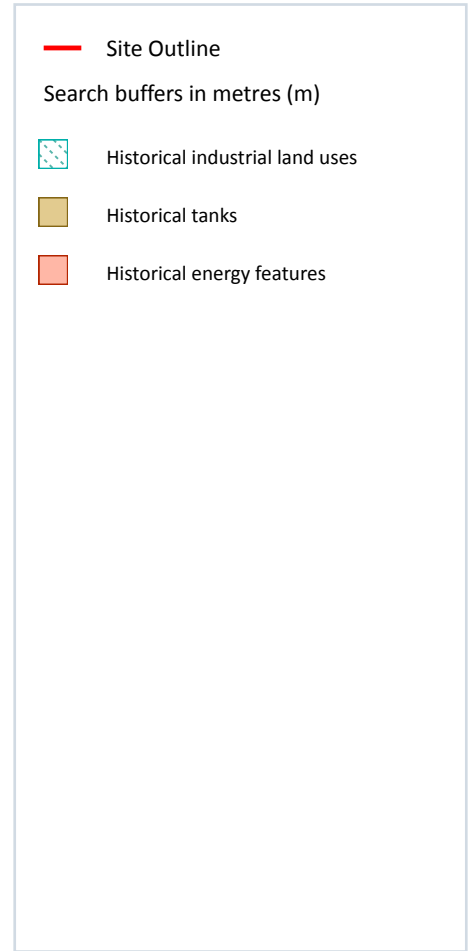 Site Outline
Search buffers in metres (m)
Historical industrial land uses
Historical tanks
Historical energy features